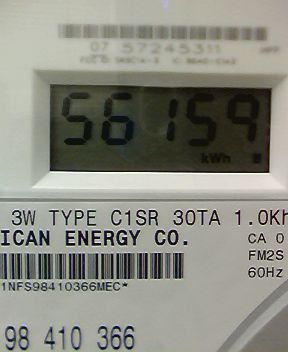 07 57245311
56159
kWh
3W TYPE C1SR 30TA 1.0Kh
ICAN ENERGY CO.
CA 0
FM2S
60Hz
1NFS98410366MEC*
98 410 366